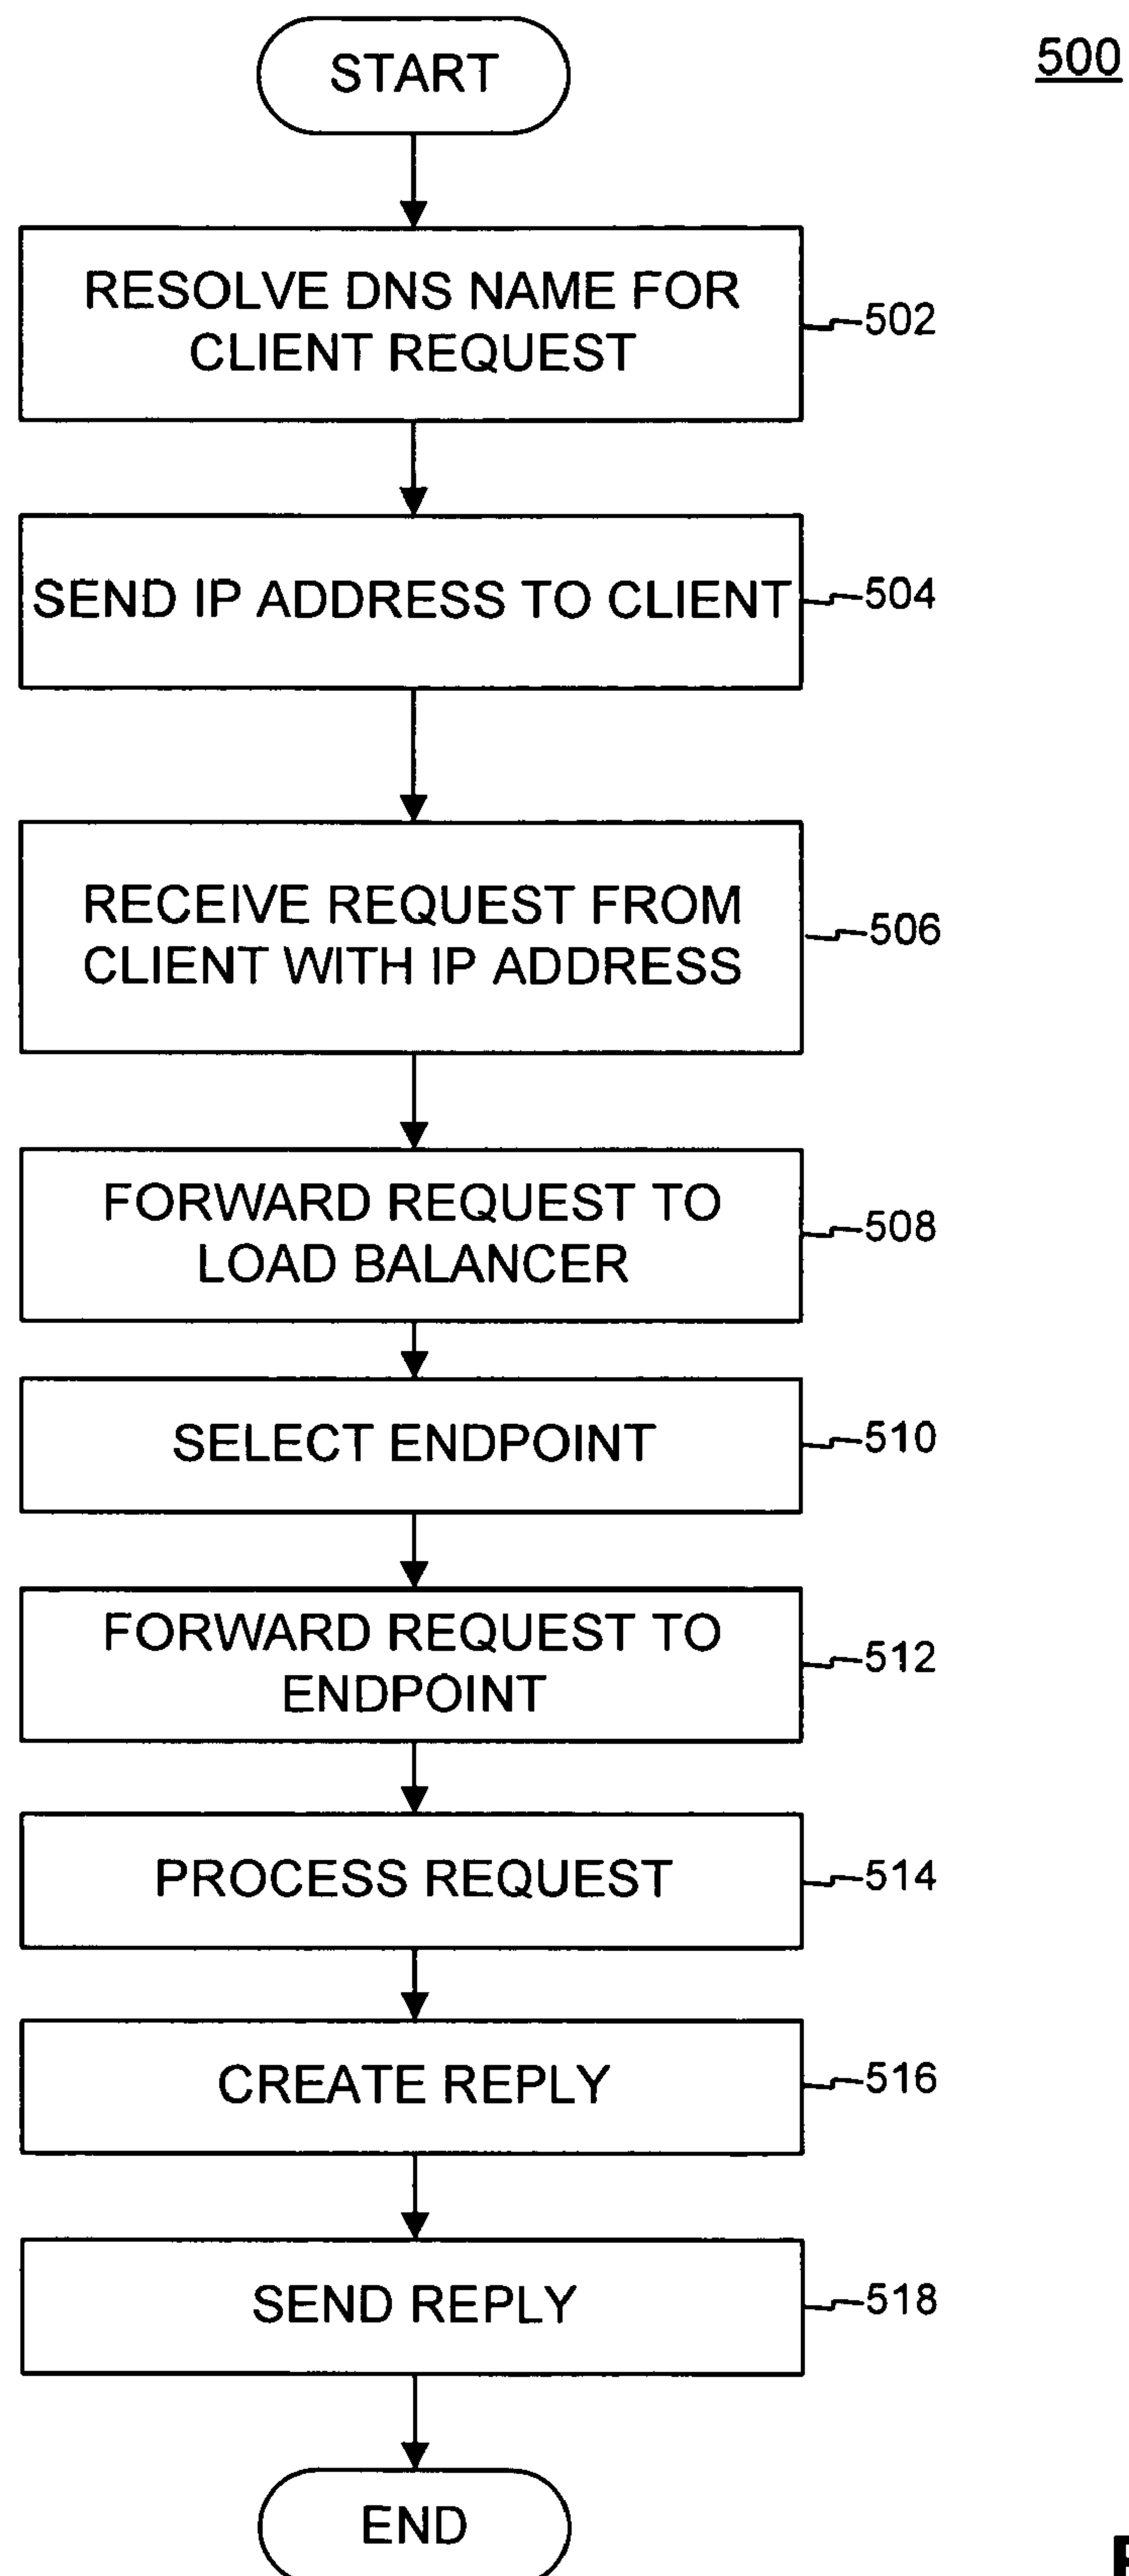 START
500
RESOLVE DNS NAME FOR
CLIENT REQUEST
502
SEND IP ADDRESS TO CLIENT
504
RECEIVE REQUEST FROM
CLIENT WITH IP ADDRESS
506
FORWARD REQUEST TO
LOAD BALANCER
508
SELECT ENDPOINT
510
FORWARD REQUEST TO
ENDPOINT
512
PROCESS REQUEST
514
CREATE REPLY
516
SEND REPLY
518
END